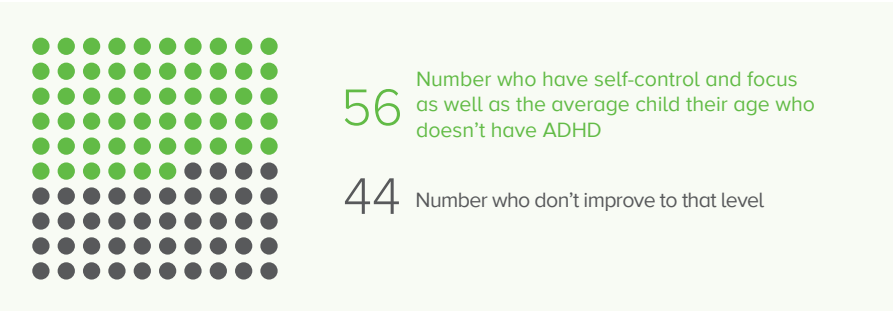 56
Number who have self-control and focus
as well as the average child their age who
doesn't have ADHD
44
Number who don't improve to that level